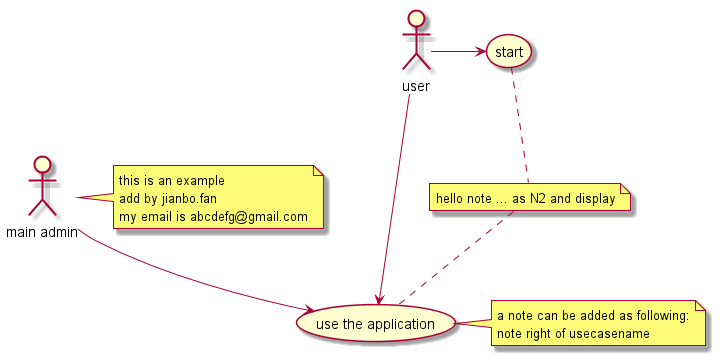 start
user
this is an example
add by jianbo.fan
my email is abcdefg@gmail.com
hello note ... as N2 and display
main admin
use the application
a note can be added as following:
note right of usecasename